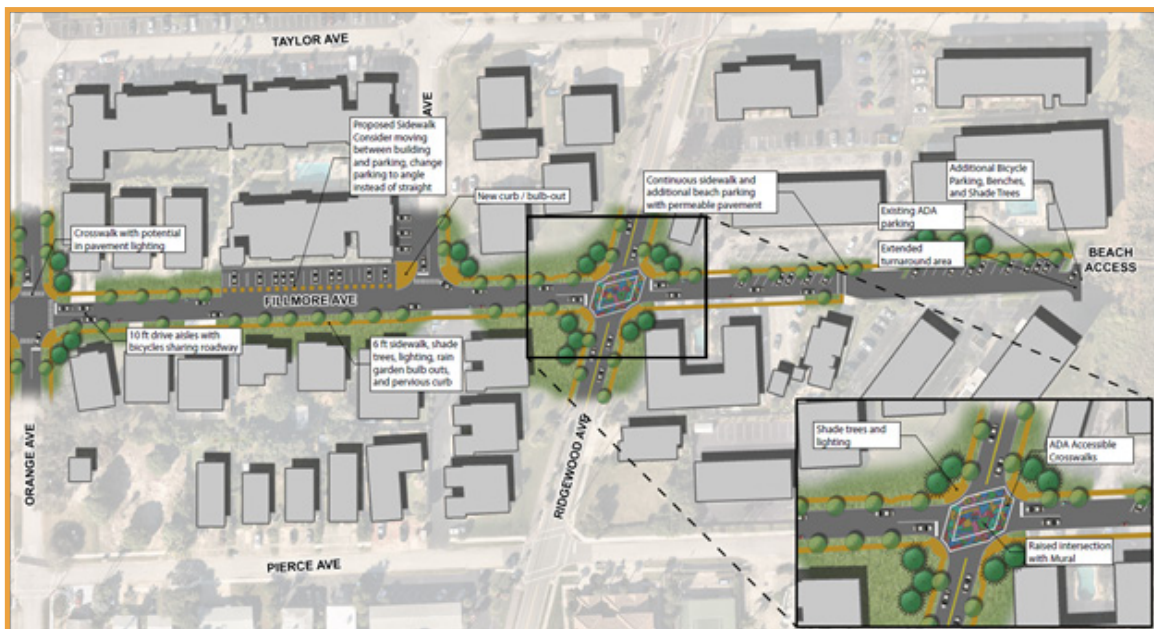 TAYLOR AVE
AVE
Proposed Sidewalk
Consider moving
between building
and parking, change
parking to angle
instead of straight
New curb / bulb-out
Continuous sidewalk and
additional beach parking
with permeable pavement
Additional Bicycle
Parking, Benches,
and Shade Trees
Existing ADA
parking
Extended
turnaround area
BEACH
ACCESS
Crosswalk with potential
in pavement lighting
FILLMORE AVE
10 ft drive aisles with
bicycles sharing roadway
6 ft sidewalk, shade
trees, lighting, rain
garden bulb outs,
and pervious curb
ORANGE AVE
RIDGEWOOD AVE
PIERCE AVE
Shade trees and
lighting
ADA Accessible
Crosswalks
Raised intersection
with Mural